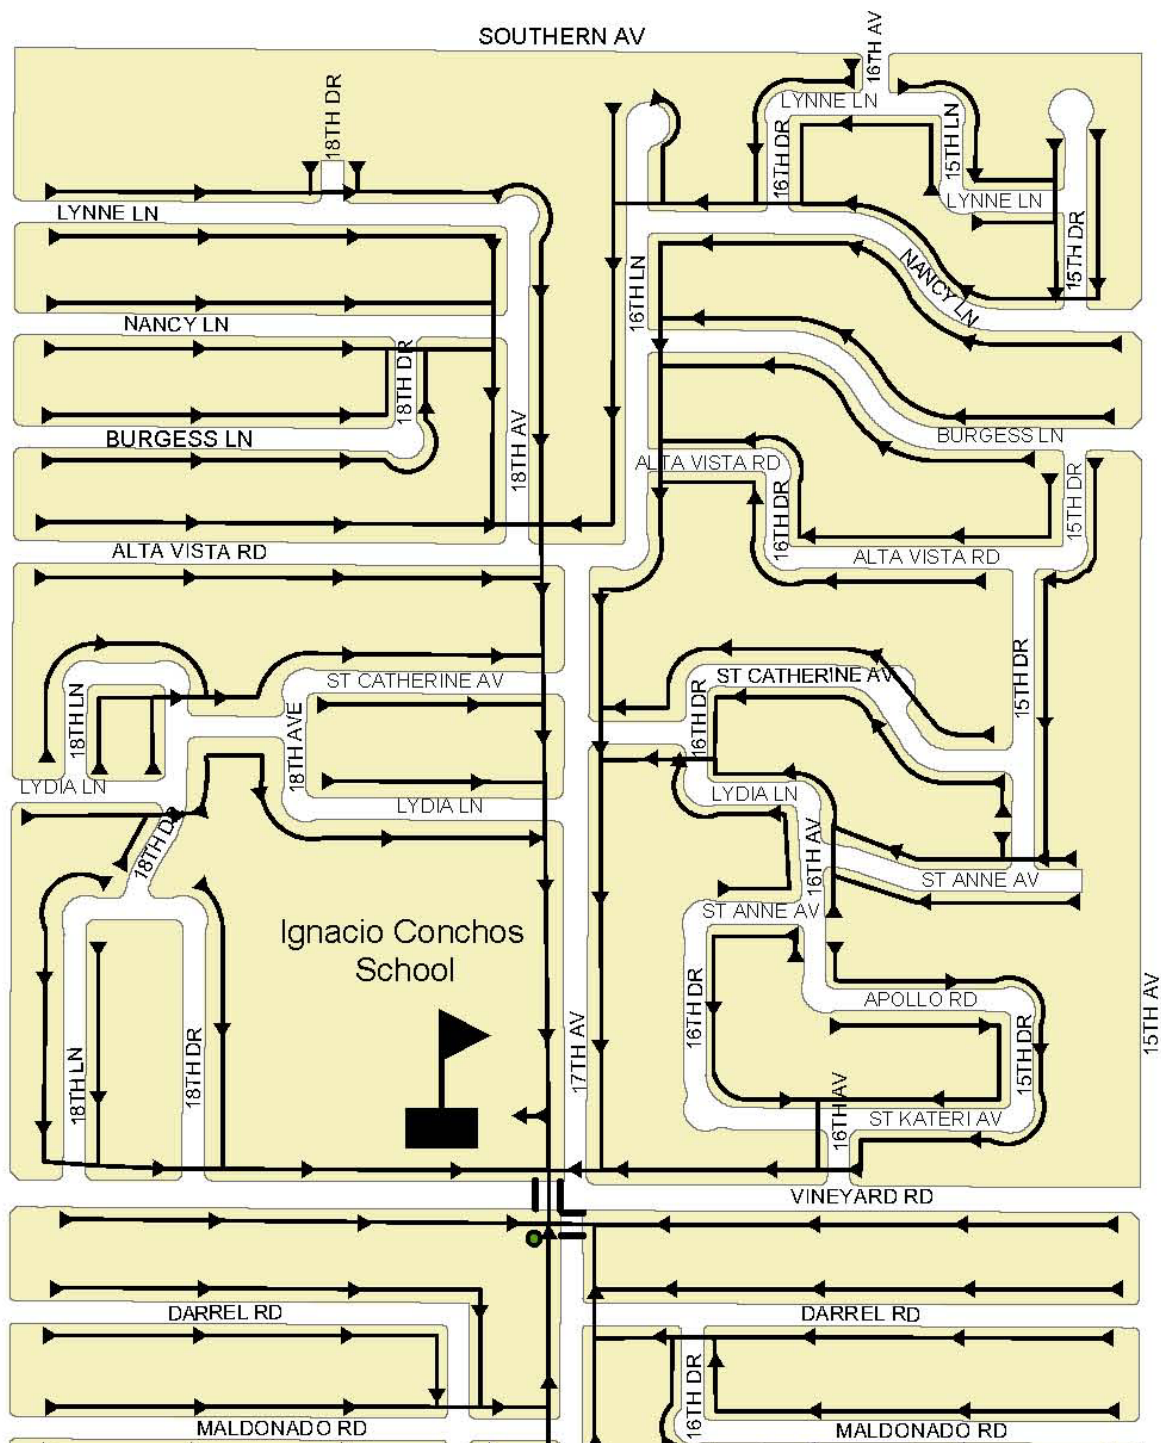 SOUTHERN AV
16TH AV
18TH DR
LYNNE LN
16TH DR
15TH LN
LYNNE LN
LYNNE LN
15TH DR
NANCY LN
16TH LN
NANCY LN
18TH DR
BURGESS LN
18TH AV
BURGESS LN
ALTA VISTA RD
16TH DR
15TH DR
ALTA VISTA RD
ALTA VISTA RD
ST CATHERINE AV
ST CATHERINE AV
15TH DR
18TH LN
18TH AVE
16TH DR
LYDIA LN
LYDIA LN
LYDIA LN
18TH DR
16TH AV
ST ANNE AV
ST ANNE AV
Ignacio Conchos
School
16TH DR
APOLLO RD
15TH AV
18TH LN
18TH DR
17TH AV
15TH DR
16TH AV
ST KATERI AV
VINEYARD RD
DARREL RD
DARREL RD
16TH DR
MALDONADO RD
MALDONADO RD